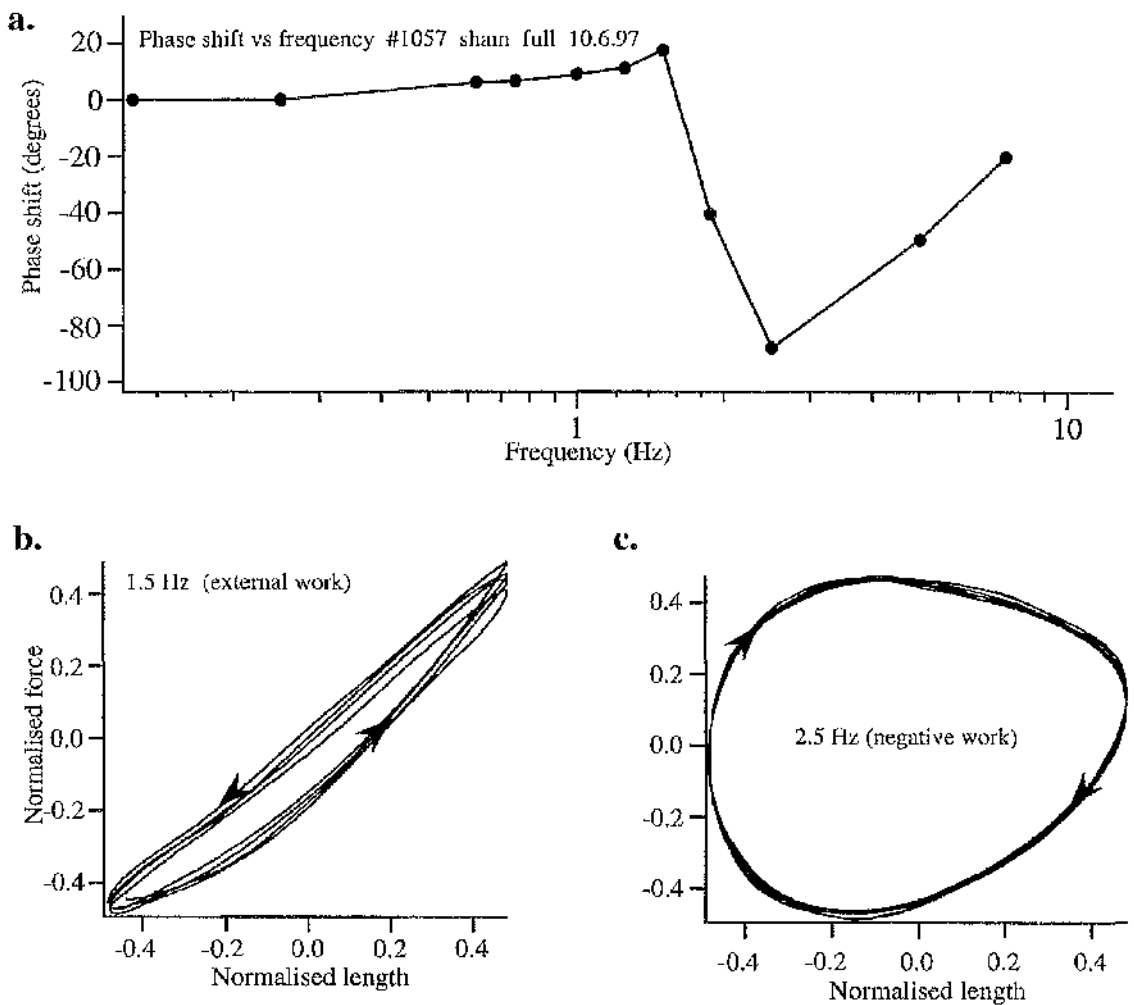 a.
Phase shift vs frequency #1057 sham full 10.6.97
Phase shift (degrees)
20
0
-20
-40
-60
-80
-100
1
10
Frequency (Hz)
b.
1.5 Hz (external work)
Normalised force
0.4
0.2
0.0
-0.2
-0.4
-0.4
-0.2
0.0
0.2
0.4
Normalised length
c.
2.5 Hz (negative work)
0.4
0.2
0.0
-0.2
-0.4
-0.4
-0.2
0.0
0.2
0.4
Normalised length